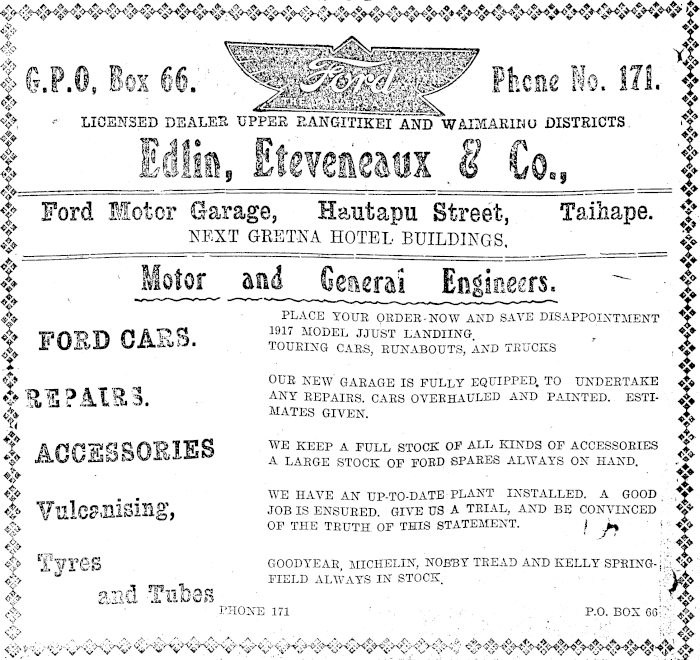 G.P.O, Box 66.
Ford
Phone No. 171.
LICENSED DEALER UPPER RANGITIKEI AND WAIMARINO DISTRICTS
Edlin, Eteveneaux & Co.,
Ford Motor Garage, Hautapu Street, Taihape.
NEXT GRETNA HOTEL BUILDINGS.
Motor and General Engineers.
FORD CARS.
PLACE YOUR ORDER NOW AND SAVE DISAPPOINTMENT
1917 MODEL JJUST LANDIING.
TOURING CARS, RUNABOUTS, AND TRUCKS
REPAIRS.
OUR NEW GARAGE IS FULLY EQUIPPED. TO UNDERTAKE
ANY REPAIRS. CARS OVERHAULED AND PAINTED. ESTI-
MATES GIVEN.
ACCESSORIES
WE KEEP A FULL STOCK OF ALL KINDS OF ACCESSORIES
A LARGE STOCK OF FORD SPARES ALWAYS ON HAND.
Vulcanising,
WE HAVE AN UP-TO-DATE PLANT INSTALLED. A GOOD
JOB IS ENSURED. GIVE US A TRIAL, AND BE CONVINCED
OF THE TRUTH OF THIS STATEMENT.
Tyres
and Tubes
GOODYEAR, MICHELIN, NOBBY TREAD AND KELLY SPRING-
FIELD ALWAYS IN STOCK.
PHONE 171
P.O. BOX 66